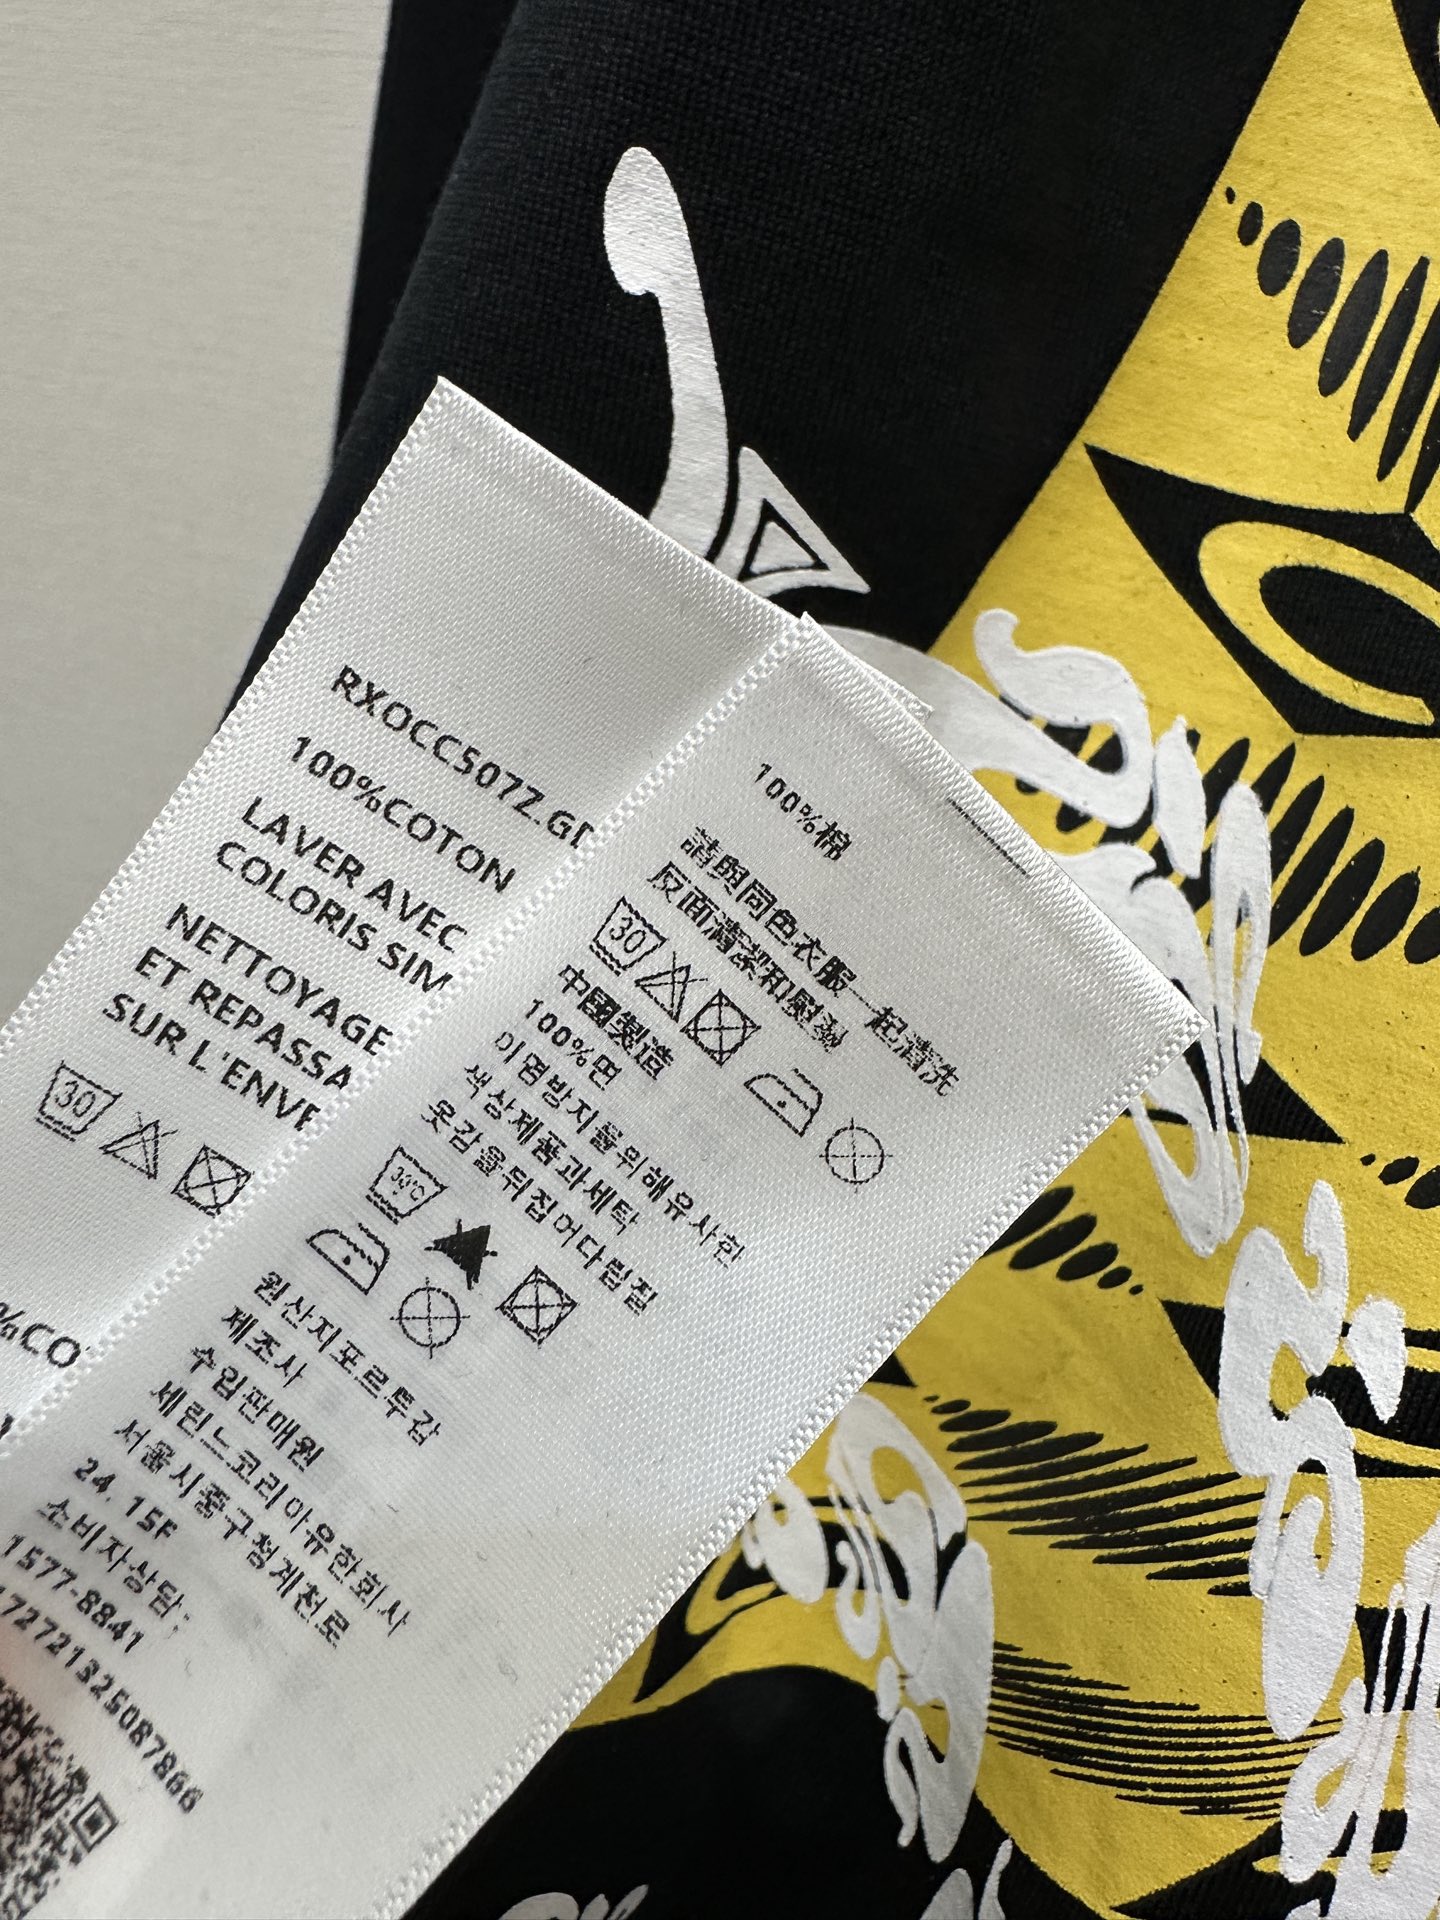 RXOCC507Z.GD
100%COTON
LAVER AVEC
COLORIS SIM
NETTOYAGE
ET REPASSA
SUR L'ENVE
30
%CO
100%棉
請與同色衣服一起清洗
反面清潔和熨燙
30
中國製造
100%면
이염방지를위해유사한
색상제품과세탁
옷감을뒤집어다림질
30°C
원산지포르투갈
제조사
수입판매원
세린느코리아유한회사
서울시중구청계천로
24. 15F
소비자상담:
1577-8841